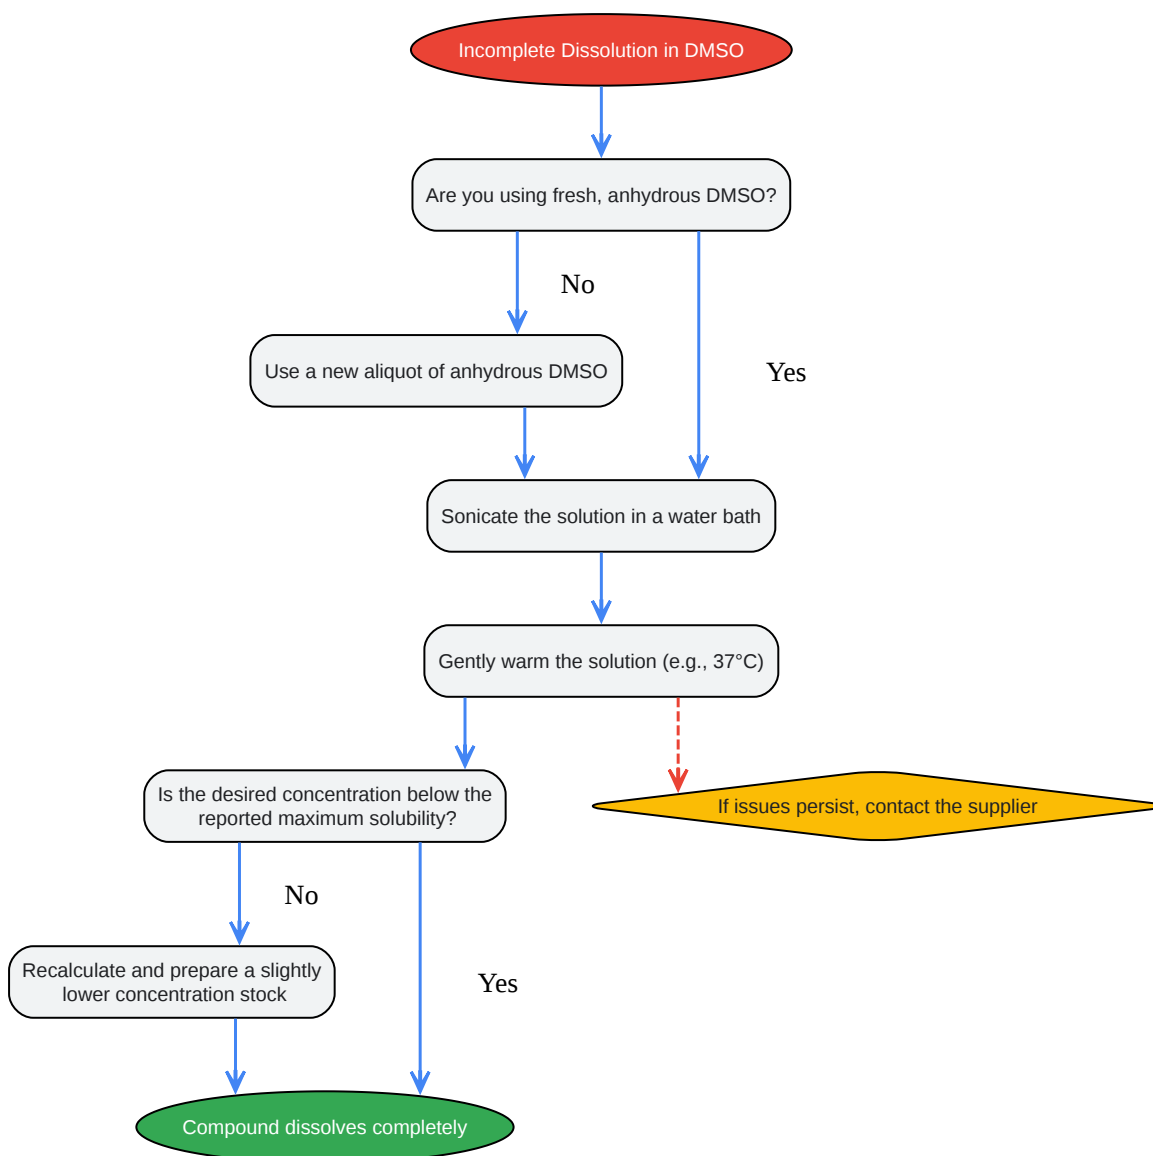 Incomplete Dissolution in DMSO
Are you using fresh, anhydrous DMSO?
No
Use a new aliquot of anhydrous DMSO
Yes
Sonicate the solution in a water bath
Gently warm the solution (e.g., 37°C)
Is the desired concentration below the
reported maximum solubility?
If issues persist, contact the supplier
No
Recalculate and prepare a slightly
lower concentration stock
Yes
Compound dissolves completely